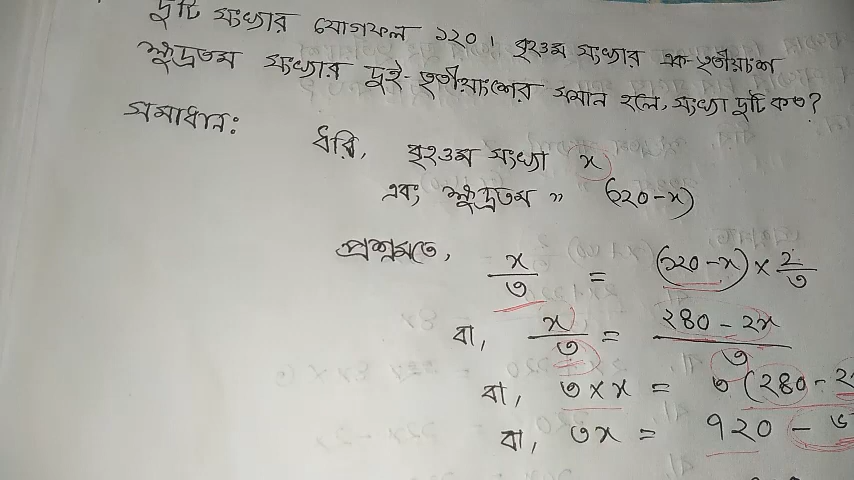 দুটি সংখ্যার যোগফল ১২০। বৃহত্তম সংখ্যার এক-তৃতীয়াংশ
ক্ষুদ্রতম সংখ্যার দুই-তৃতীয়াংশের সমান হলে, সংখ্যা দুটি কত?
সমাধান:
ধরি, বৃহত্তম সংখ্যা x
এবং ক্ষুদ্রতম " (১২০-x)
প্রশ্নমতে, x/৩ = (১২০-x) × ২/৩
বা, x/৩ = ২৪০ - ২x/৩
বা, ৩ × x = ৩ (২৪০ - ২
বা, ৩x = ৭২০ - ৬